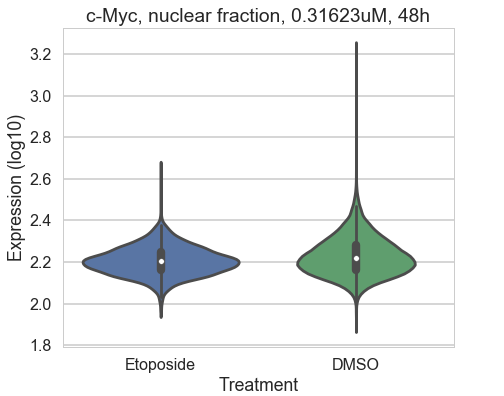 c-Myc, nuclear fraction, 0.31623uM, 48h
3.2
3.0
2.8
2.6
2.4
2.2
2.0
1.8
Expression (log10)
Etoposide
DMSO
Treatment